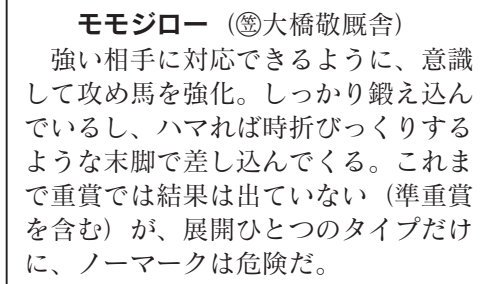 モモジロー（㊎大橋敬厩舎）
強い相手に対応できるように、意識
して攻め馬を強化。しっかり鍛え込ん
でいるし、ハマれば時折びっくりする
ような末脚で差し込んでくる。これま
で重賞では結果は出ていない（準重賞
を含む）が、展開ひとつのタイプだけ
に、ノーマークは危険だ。